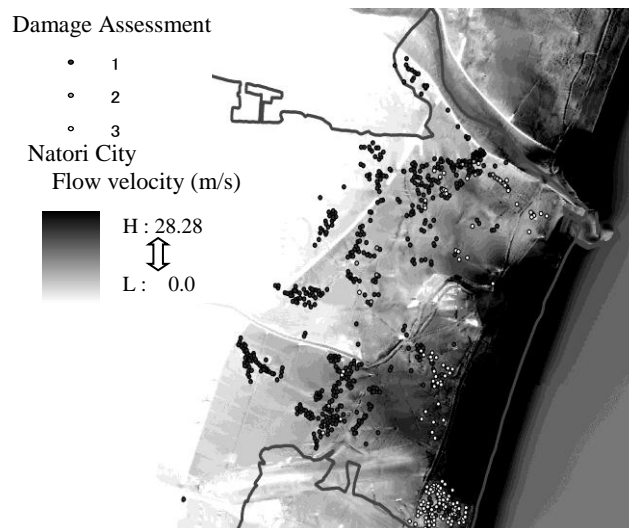 Damage Assessment
1
2
3
Natori City
Flow velocity (m/s)
H : 28.28
L : 0.0